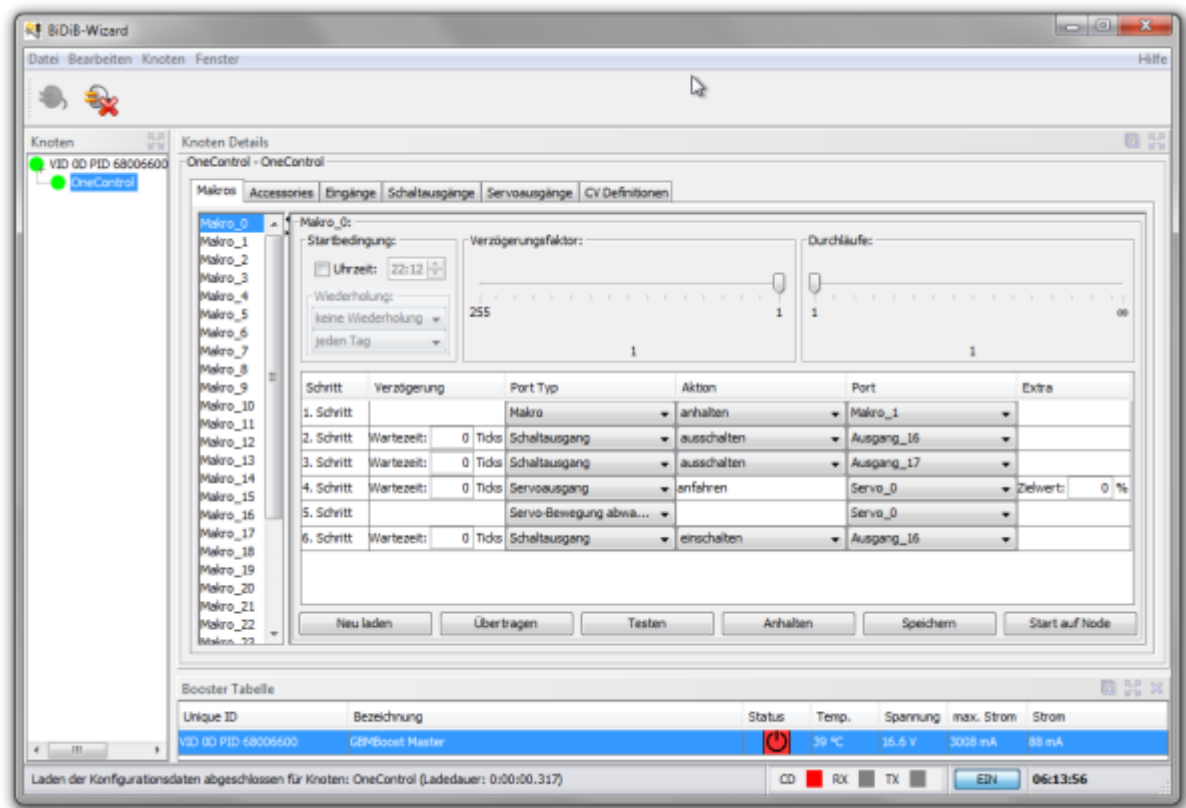 BiDiB-Wizard
Datei Bearbeiten Knoten Fenster Hilfe
Knoten
VID 0D PID 68006600
OneControl
Knoten Details
OneControl - OneControl
Makros Accessories Eingänge Schaltausgänge Servoausgänge CV Definitionen
Makro_0
Makro_1
Makro_2
Makro_3
Makro_4
Makro_5
Makro_6
Makro_7
Makro_8
Makro_9
Makro_10
Makro_11
Makro_12
Makro_13
Makro_14
Makro_15
Makro_16
Makro_17
Makro_18
Makro_19
Makro_20
Makro_21
Makro_22
Makro_23
Makro_0:
Startbedingung:
Uhrzeit: 22:12
Wiederholung:
keine Wiederholung
jeden Tag
Verzögerungsfaktor:
255 1
1
Durchläufe:
1 ∞
1
Schritt Verzögerung Port Typ Aktion Port Extra
1. Schritt Makro anhalten Makro_1
2. Schritt Wartezeit: 0 Ticks Schaltausgang ausschalten Ausgang_16
3. Schritt Wartezeit: 0 Ticks Schaltausgang ausschalten Ausgang_17
4. Schritt Wartezeit: 0 Ticks Servoausgang anfahren Servo_0 Zielwert: 0 %
5. Schritt Servo-Bewegung abwa... Servo_0
6. Schritt Wartezeit: 0 Ticks Schaltausgang einschalten Ausgang_16
Neu laden Übertragen Testen Anhalten Speichern Start auf Node
Booster Tabelle
Unique ID Bezeichnung Status Temp. Spannung max. Strom Strom
VID 0D PID 68006600 GBMBoost Master 39 °C 16.6 V 3008 mA 88 mA
Laden der Konfigurationsdaten abgeschlossen für Knoten: OneControl (Ladedauer: 0:00:00.317) CD RX TX EIN 06:13:56